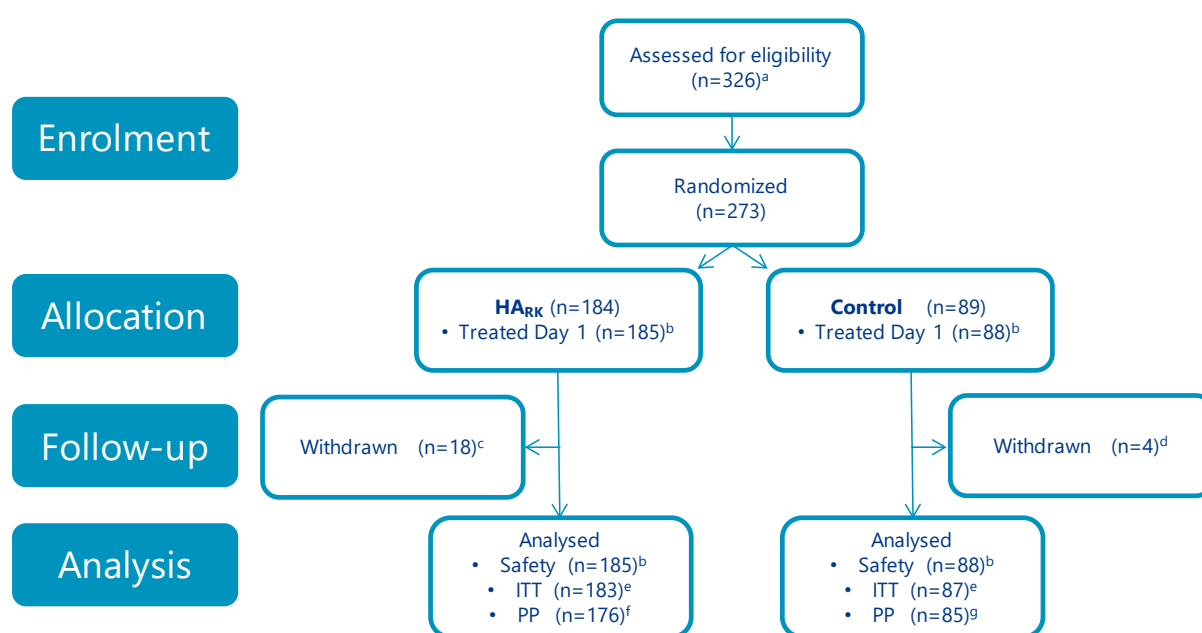 Assessed for eligibility
(n=326)ᵃ
Enrolment
Randomized
(n=273)
Allocation
HA_RK (n=184)
• Treated Day 1 (n=185)ᵇ
Control (n=89)
• Treated Day 1 (n=88)ᵇ
Follow-up
Withdrawn (n=18)ᶜ
Withdrawn (n=4)ᵈ
Analysis
Analysed
• Safety (n=185)ᵇ
• ITT (n=183)ᵉ
• PP (n=176)ᶠ
Analysed
• Safety (n=88)ᵇ
• ITT (n=87)ᵉ
• PP (n=85)ᵍ